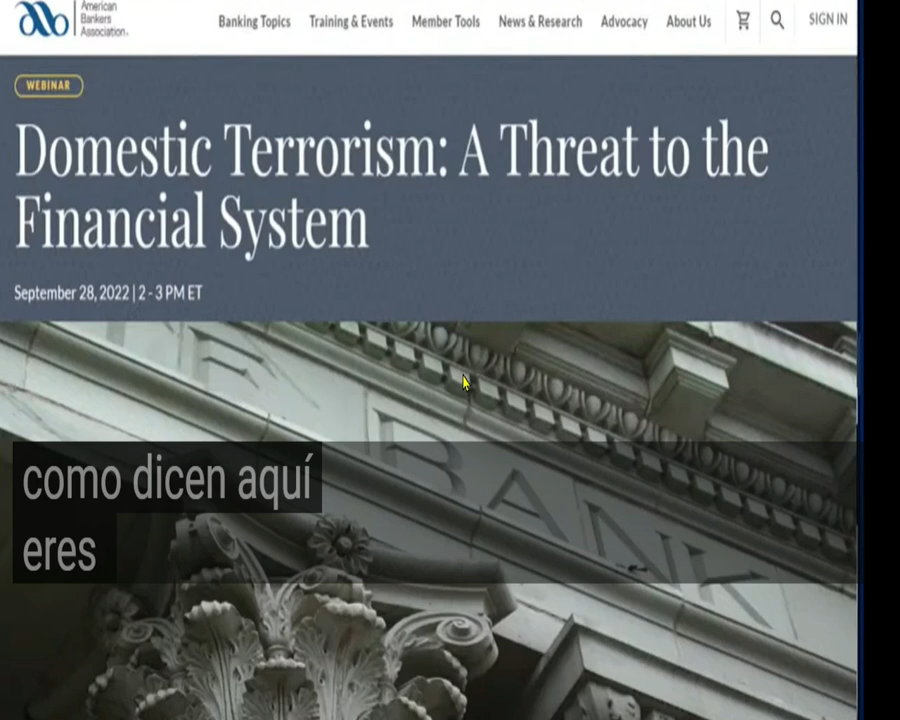 American
Bankers
Association.
Banking Topics Training & Events Member Tools News & Research Advocacy About Us SIGN IN
WEBINAR
Domestic Terrorism: A Threat to the
Financial System
September 28, 2022 | 2 - 3 PM ET
BANK
como dicen aquí
eres